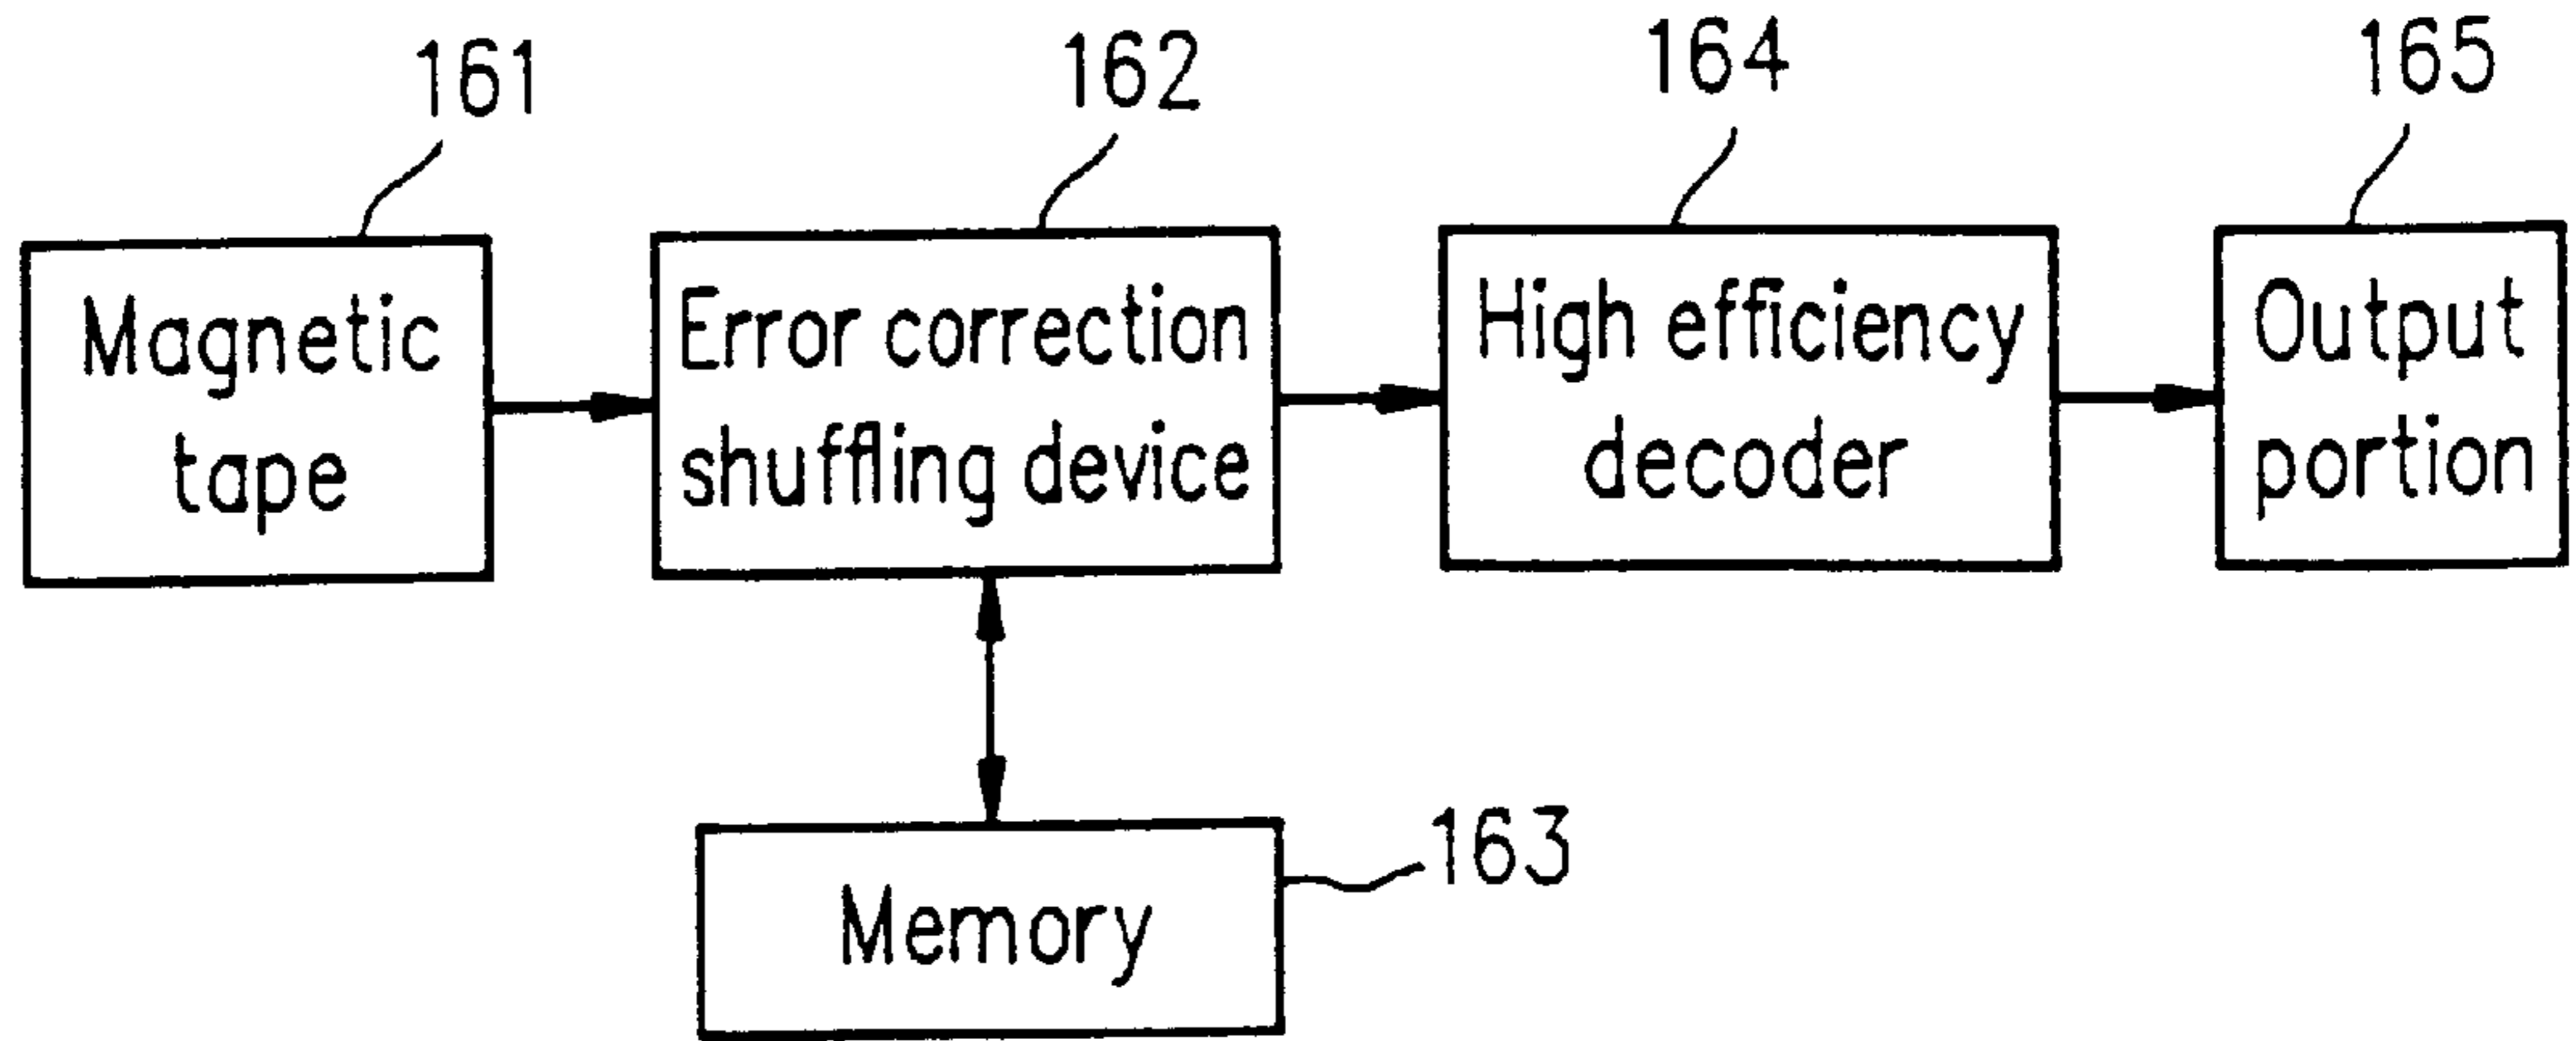 161
162
164
165
Magnetic
tape
Error correction
shuffling device
High efficiency
decoder
Output
portion
163
Memory